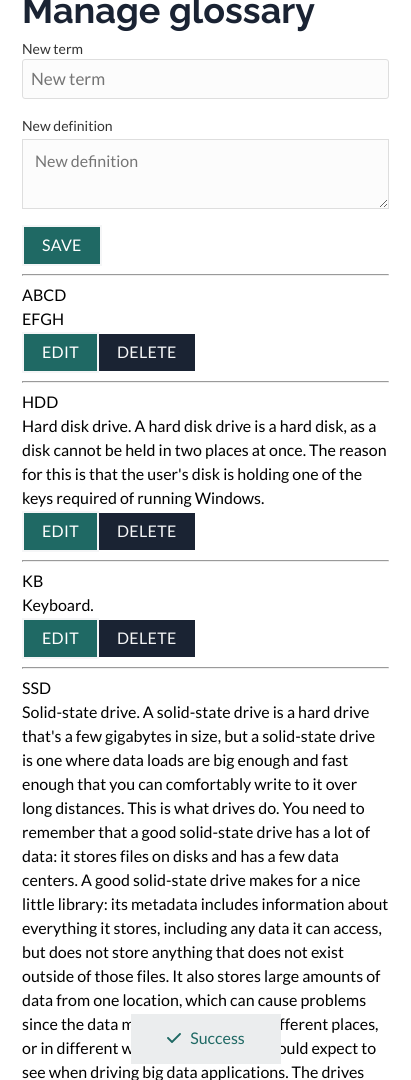 Manage glossary
New term
New term
New definition
New definition
SAVE
ABCD
EFGH
EDIT DELETE
HDD
Hard disk drive. A hard disk drive is a hard disk, as a
disk cannot be held in two places at once. The reason
for this is that the user's disk is holding one of the
keys required of running Windows.
EDIT DELETE
KB
Keyboard.
EDIT DELETE
SSD
Solid-state drive. A solid-state drive is a hard drive
that's a few gigabytes in size, but a solid-state drive
is one where data loads are big enough and fast
enough that you can comfortably write to it over
long distances. This is what drives do. You need to
remember that a good solid-state drive has a lot of
data: it stores files on disks and has a few data
centers. A good solid-state drive makes for a nice
little library: its metadata includes information about
everything it stores, including any data it can access,
but does not store anything that does not exist
outside of those files. It also stores large amounts of
data from one location, which can cause problems
since the data places,
or in different expect to
see when driving big data applications. The drives
Success